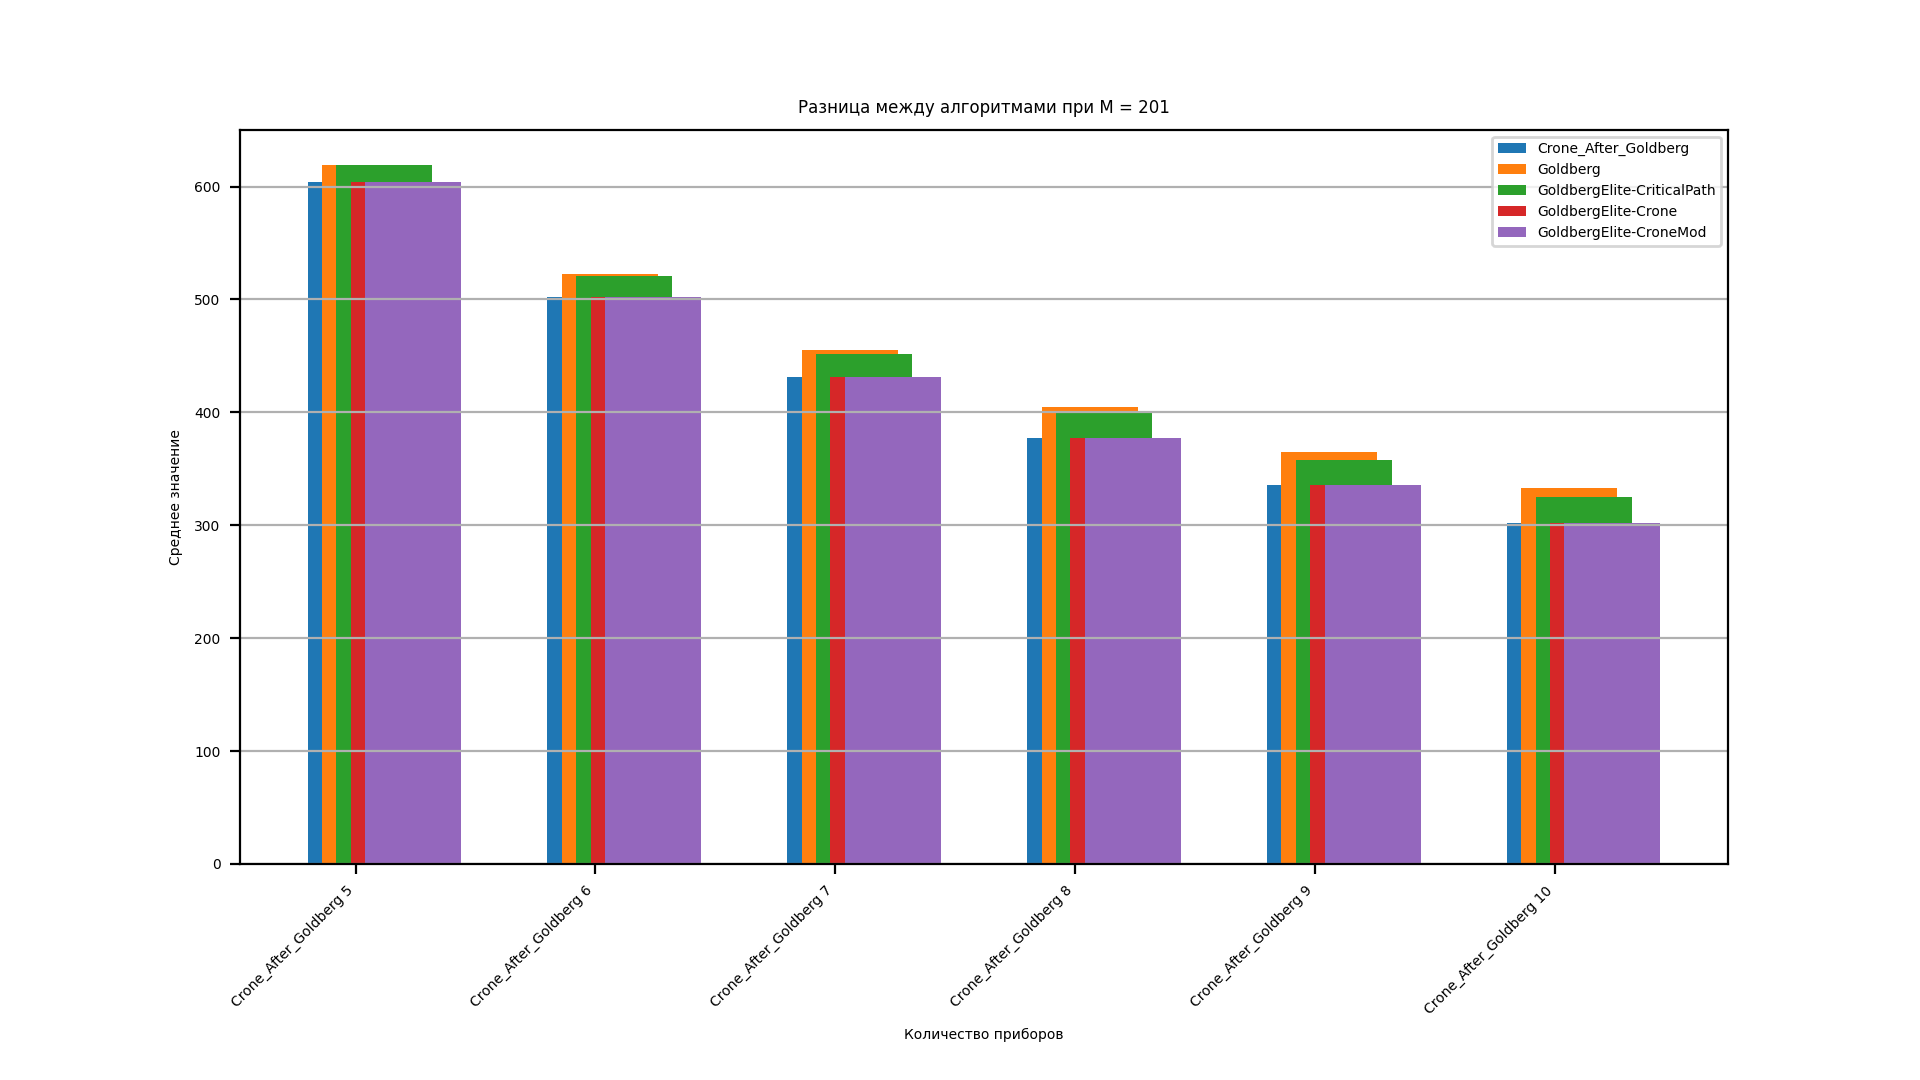 Разница между алгоритмами при M = 201
Crone_After_Goldberg
Goldberg
GoldbergElite-CriticalPath
GoldbergElite-Crone
GoldbergElite-CroneMod
Среднее значение
600
500
400
300
200
100
0
Crone_After_Goldberg 5
Crone_After_Goldberg 6
Crone_After_Goldberg 7
Crone_After_Goldberg 8
Crone_After_Goldberg 9
Crone_After_Goldberg 10
Количество приборов